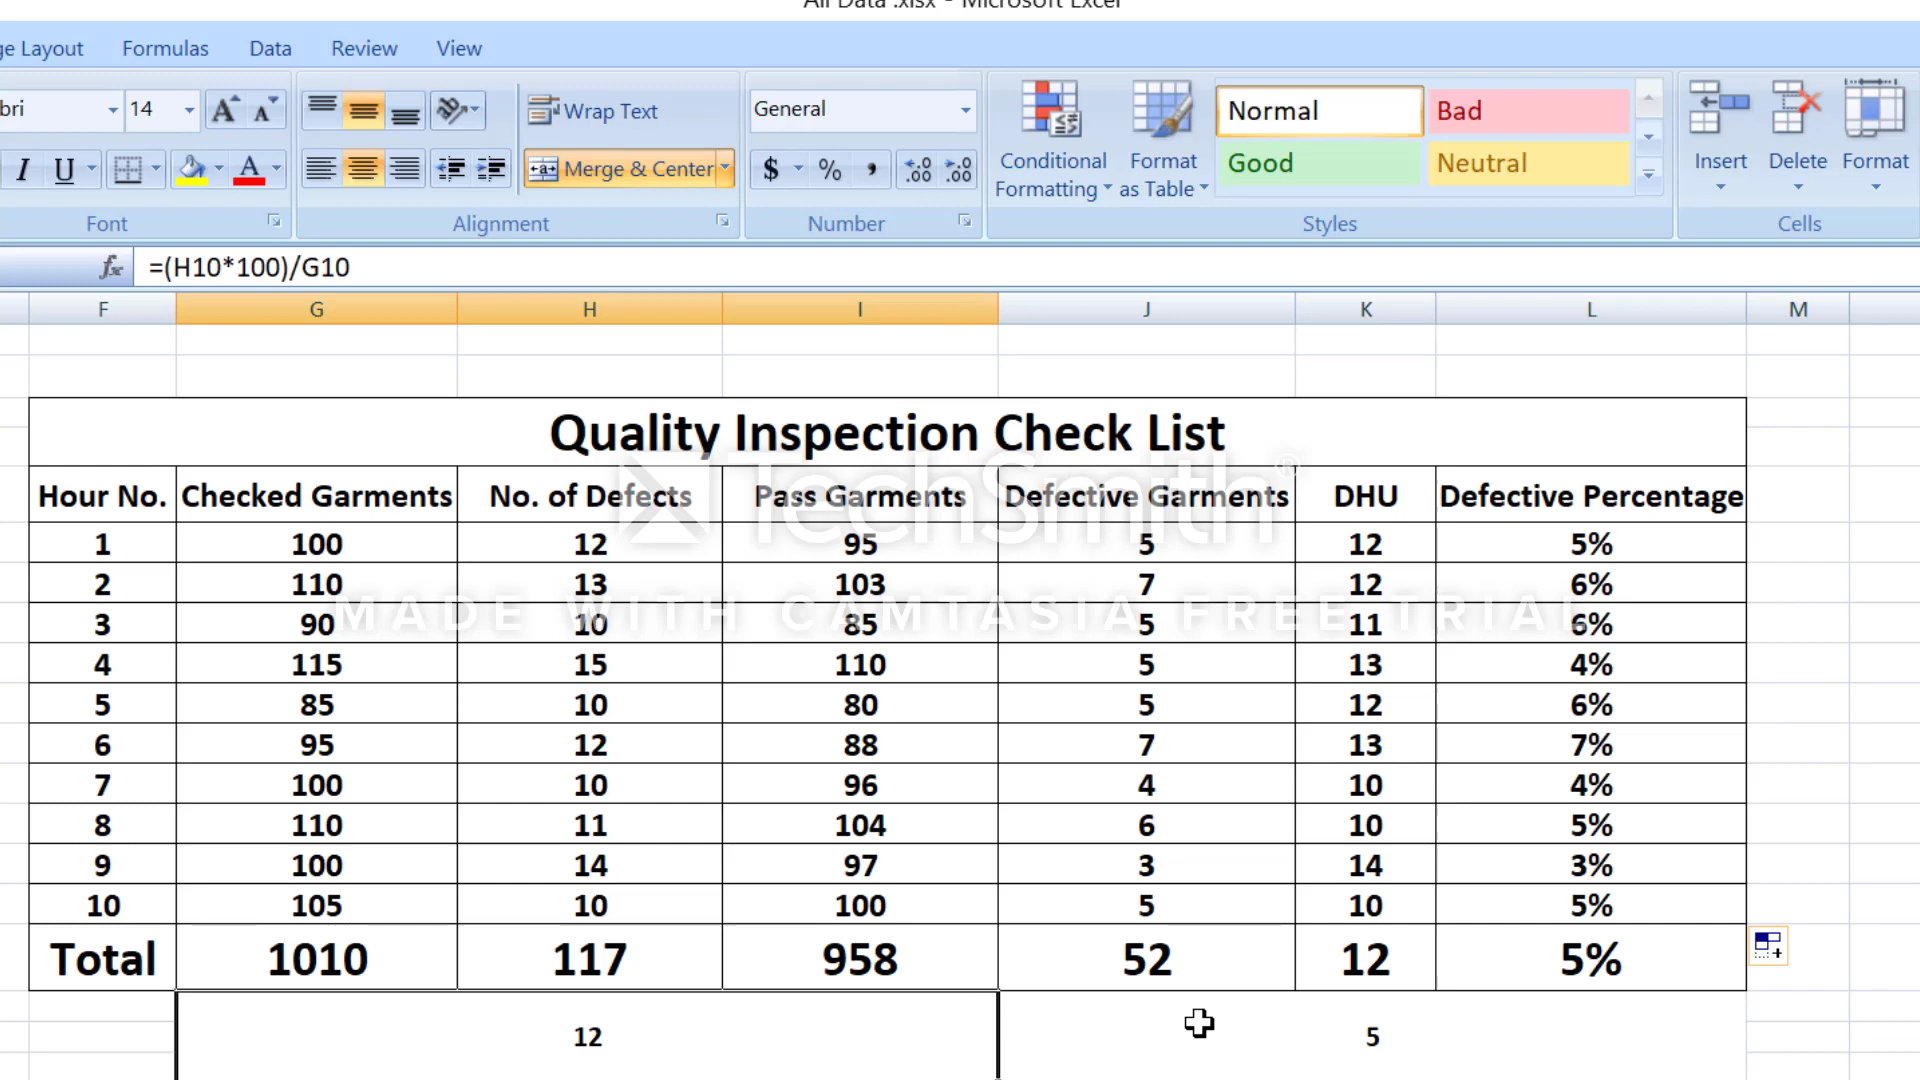 All Data .xlsx - Microsoft Excel
ge Layout Formulas Data Review View
bri 14 A A Wrap Text General Normal Bad
I U A Merge & Center $ % , Conditional Formatting Format as Table Good Neutral Insert Delete Format
Font Alignment Number Styles Cells
fx =(H10*100)/G10
F G H I J K L M
Quality Inspection Check List
Hour No. Checked Garments No. of Defects Pass Garments Defective Garments DHU Defective Percentage
1 100 12 95 5 12 5%
2 110 13 103 7 12 6%
3 90 10 85 5 11 6%
4 115 15 110 5 13 4%
5 85 10 80 5 12 6%
6 95 12 88 7 13 7%
7 100 10 96 4 10 4%
8 110 11 104 6 10 5%
9 100 14 97 3 14 3%
10 105 10 100 5 10 5%
Total 1010 117 958 52 12 5%
12 5
TechSmith®
MADE WITH CAMTASIA FREE TRIAL